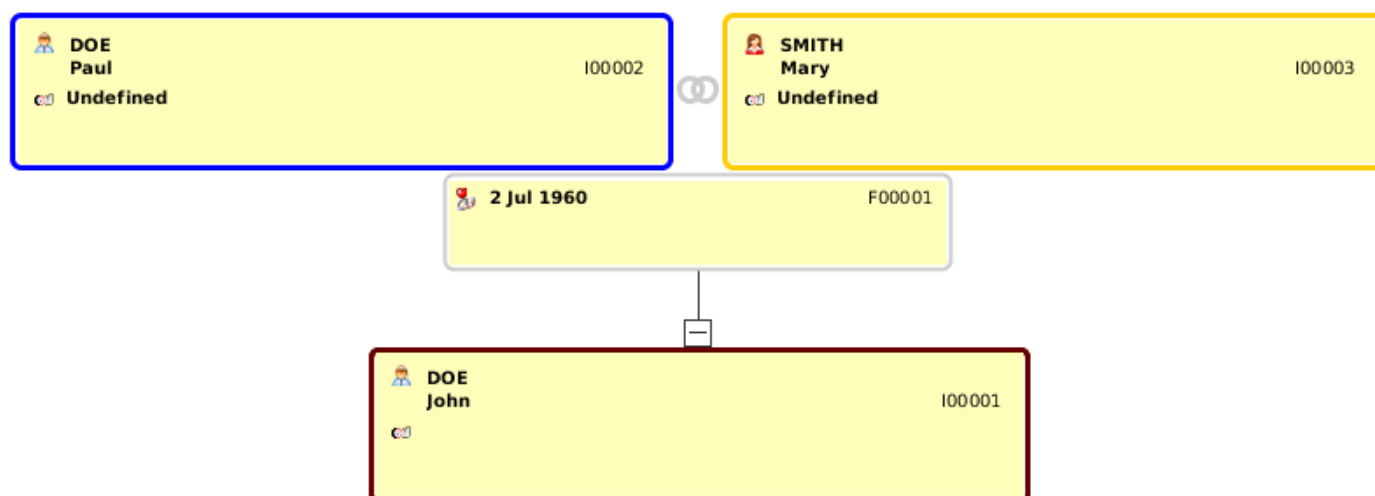 DOE
Paul I00002
Undefined
SMITH
Mary I00003
Undefined
2 Jul 1960 F00001
DOE
John I00001